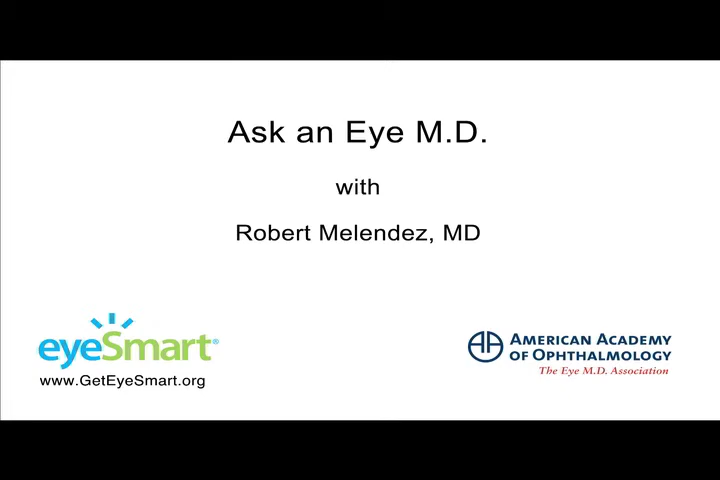 Ask an Eye M.D.
with
Robert Melendez, MD
eyeSmart®
www.GetEyeSmart.org
AMERICAN ACADEMY
OF OPHTHALMOLOGY
The Eye M.D. Association